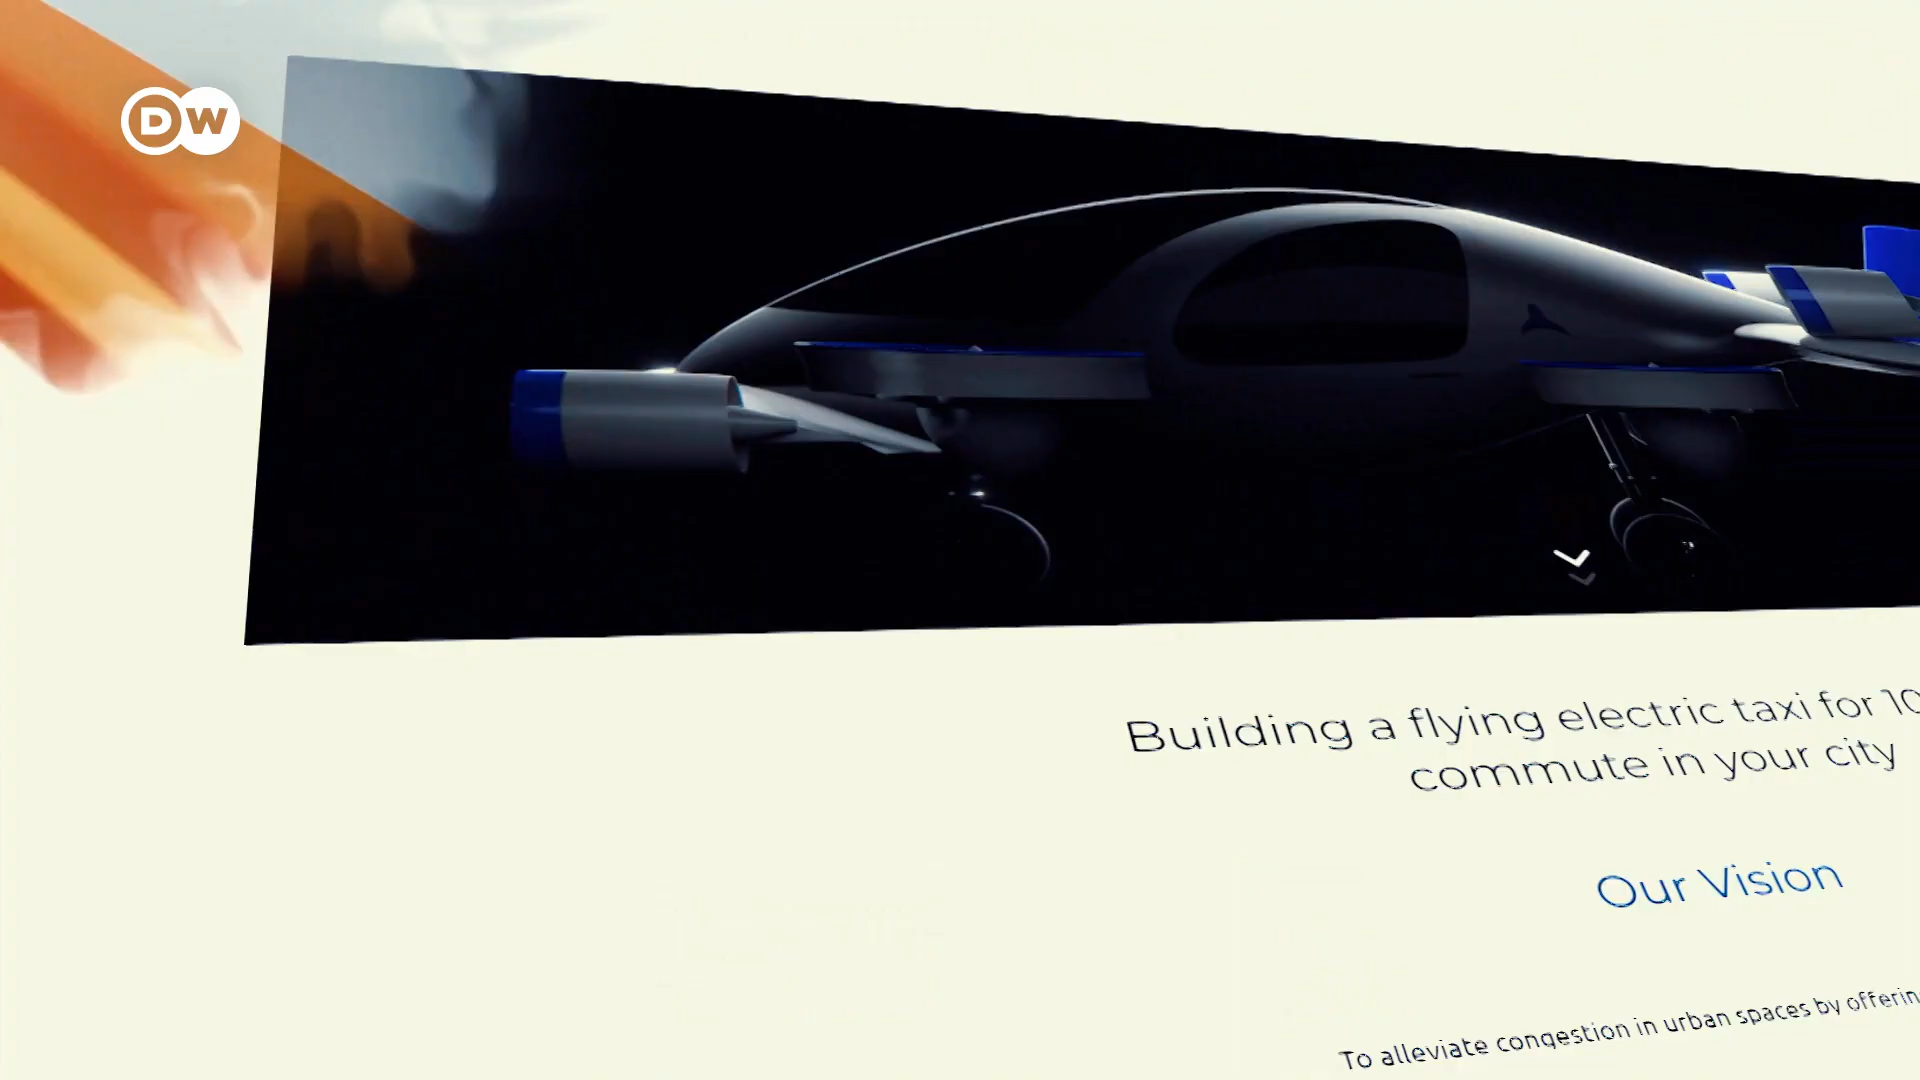 DW
Building a flying electric taxi for 10
commute in your city
Our Vision
To alleviate congestion in urban spaces by